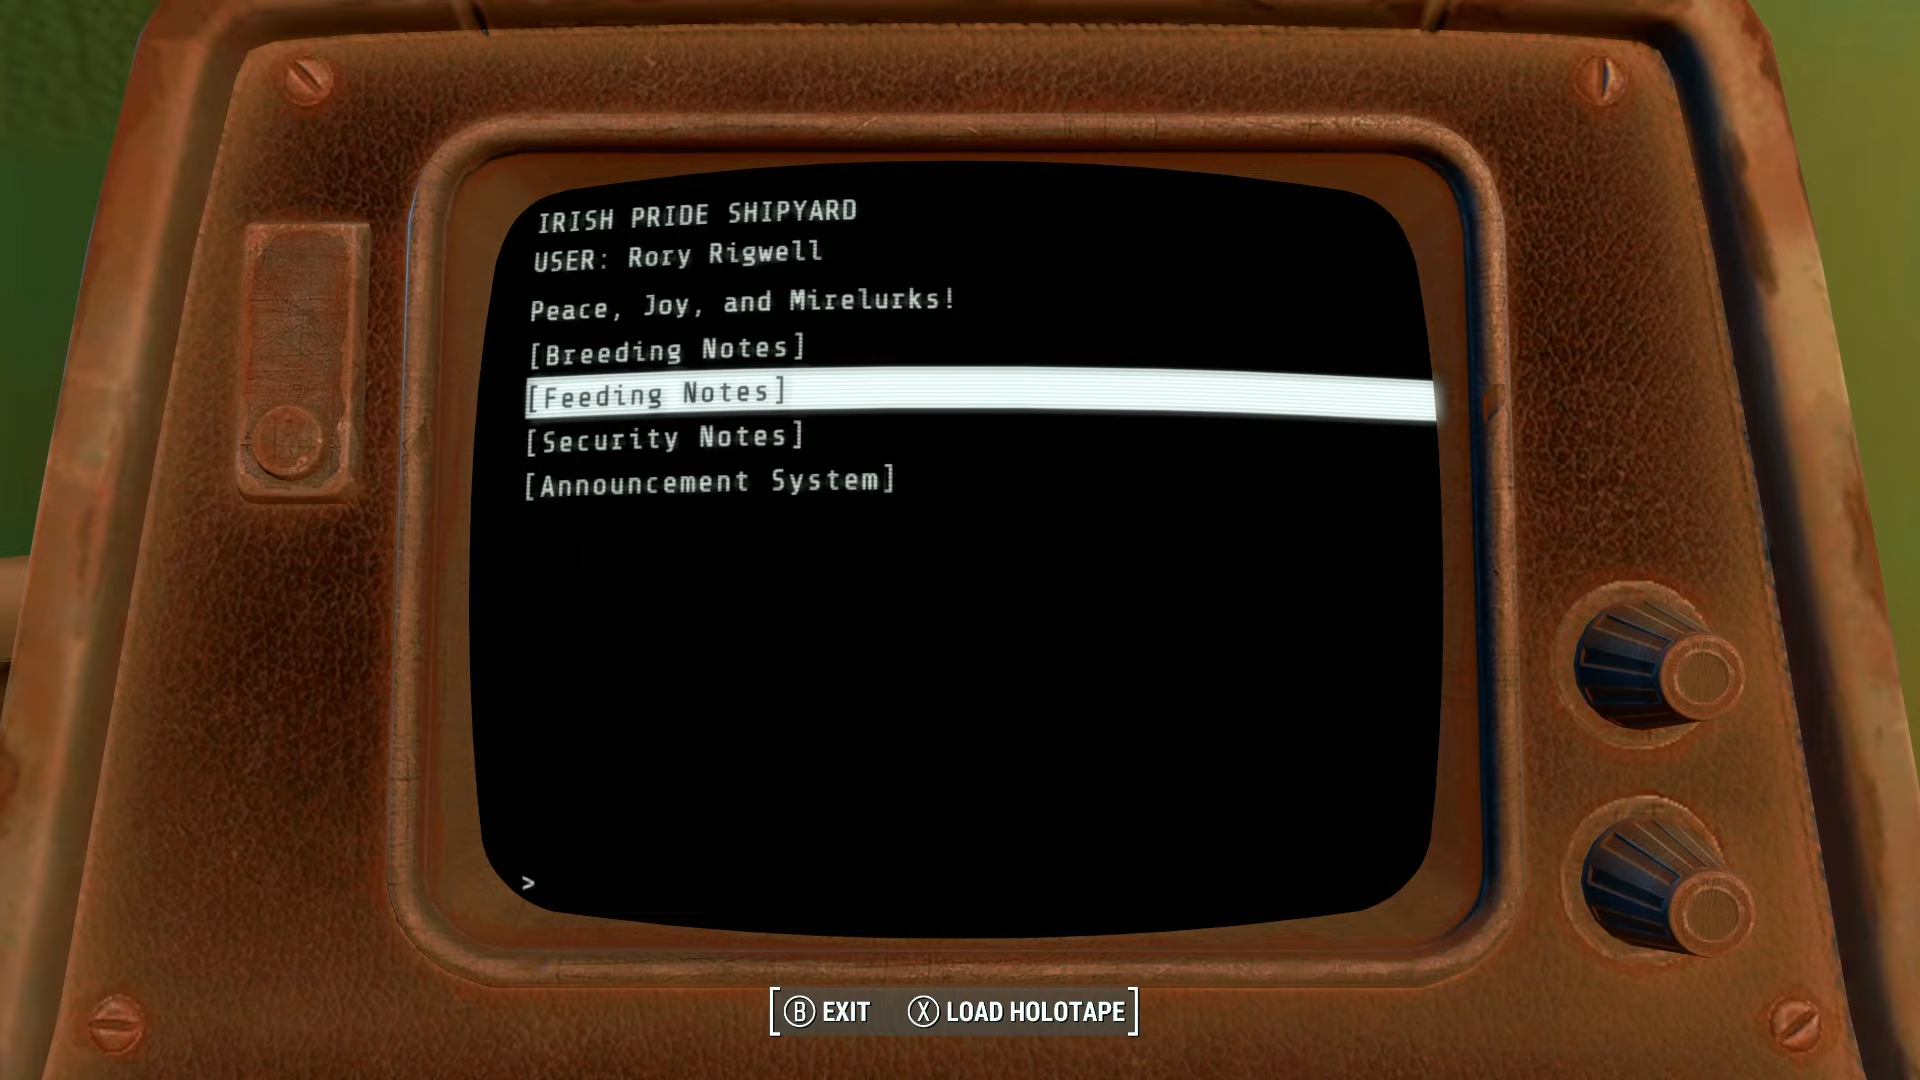 IRISH PRIDE SHIPYARD
USER: Rory Rigwell
Peace, Joy, and Mirelurks!
[Breeding Notes]
[Feeding Notes]
[Security Notes]
[Announcement System]
>
[Ⓑ EXIT Ⓧ LOAD HOLOTAPE]